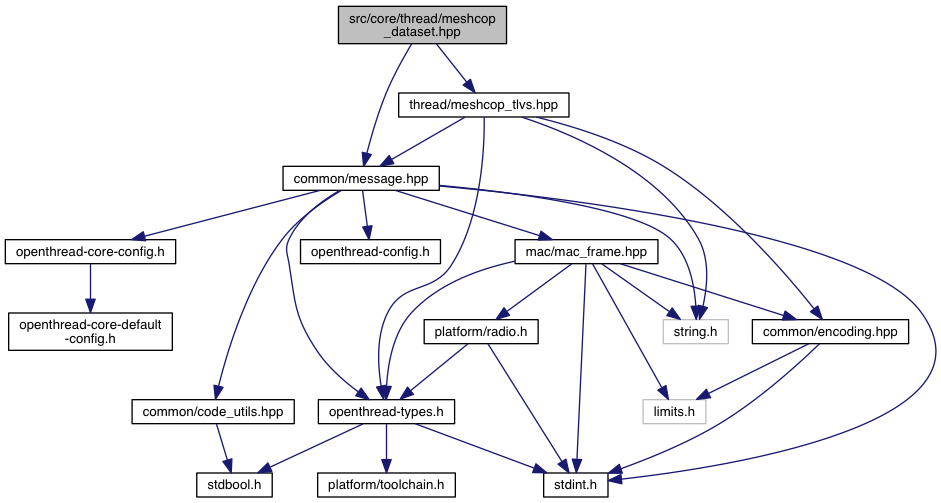 src/core/thread/meshcop
_dataset.hpp
thread/meshcop_tlvs.hpp
common/message.hpp
openthread-core-config.h
openthread-config.h
mac/mac_frame.hpp
openthread-core-default
-config.h
platform/radio.h
string.h
common/encoding.hpp
common/code_utils.hpp
openthread-types.h
limits.h
stdbool.h
platform/toolchain.h
stdint.h